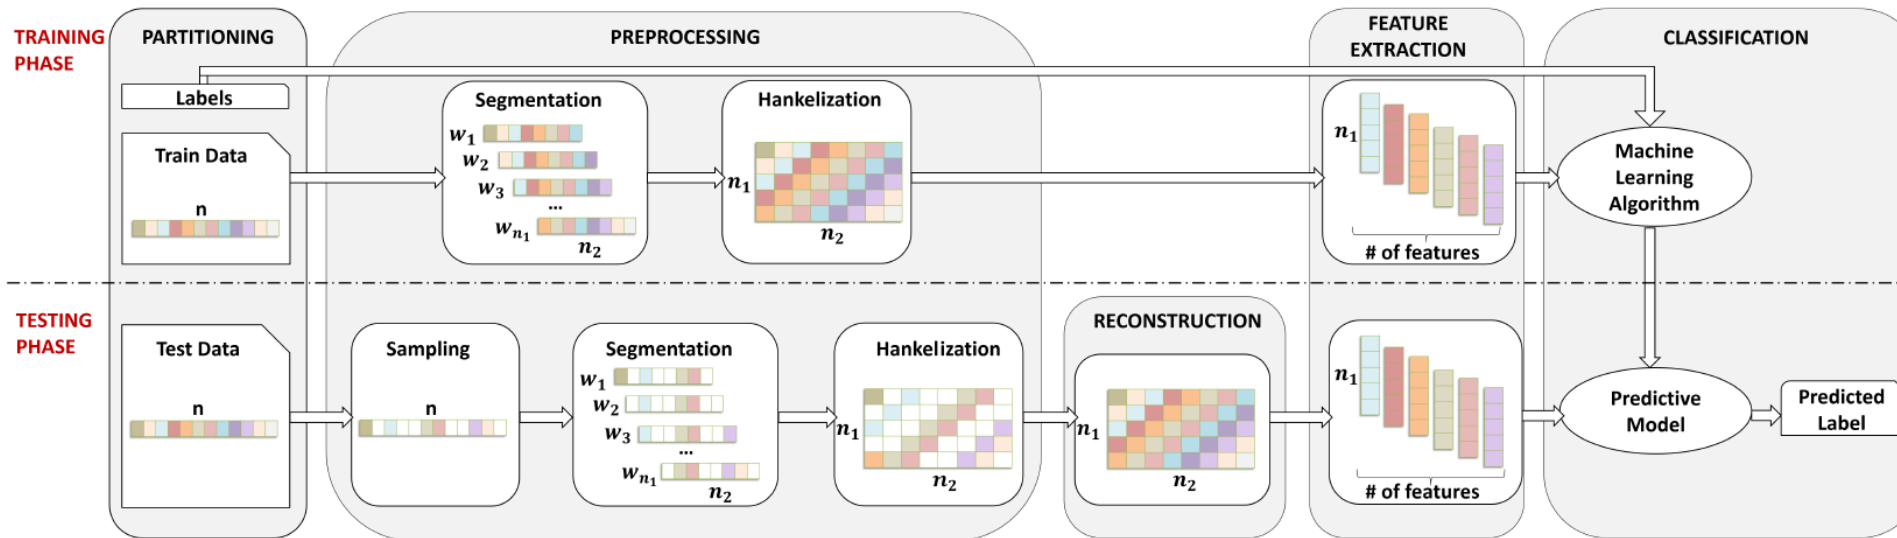 TRAINING
PHASE
PARTITIONING
PREPROCESSING
FEATURE
EXTRACTION
CLASSIFICATION
Labels
Train Data
n
Segmentation
w1
w2
w3
...
wn1
n2
Hankelization
n1
n2
n1
# of features
Machine
Learning
Algorithm
TESTING
PHASE
Test Data
n
Sampling
n
Segmentation
w1
w2
w3
...
wn1
n2
Hankelization
n1
n2
RECONSTRUCTION
n1
n2
n1
# of features
Predictive
Model
Predicted
Label